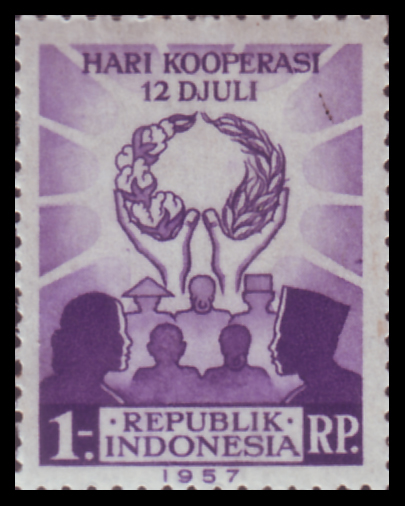 HARI KOOPERASI
12 DJULI
1.- ·REPUBLIK· RP.
INDONESIA
1957